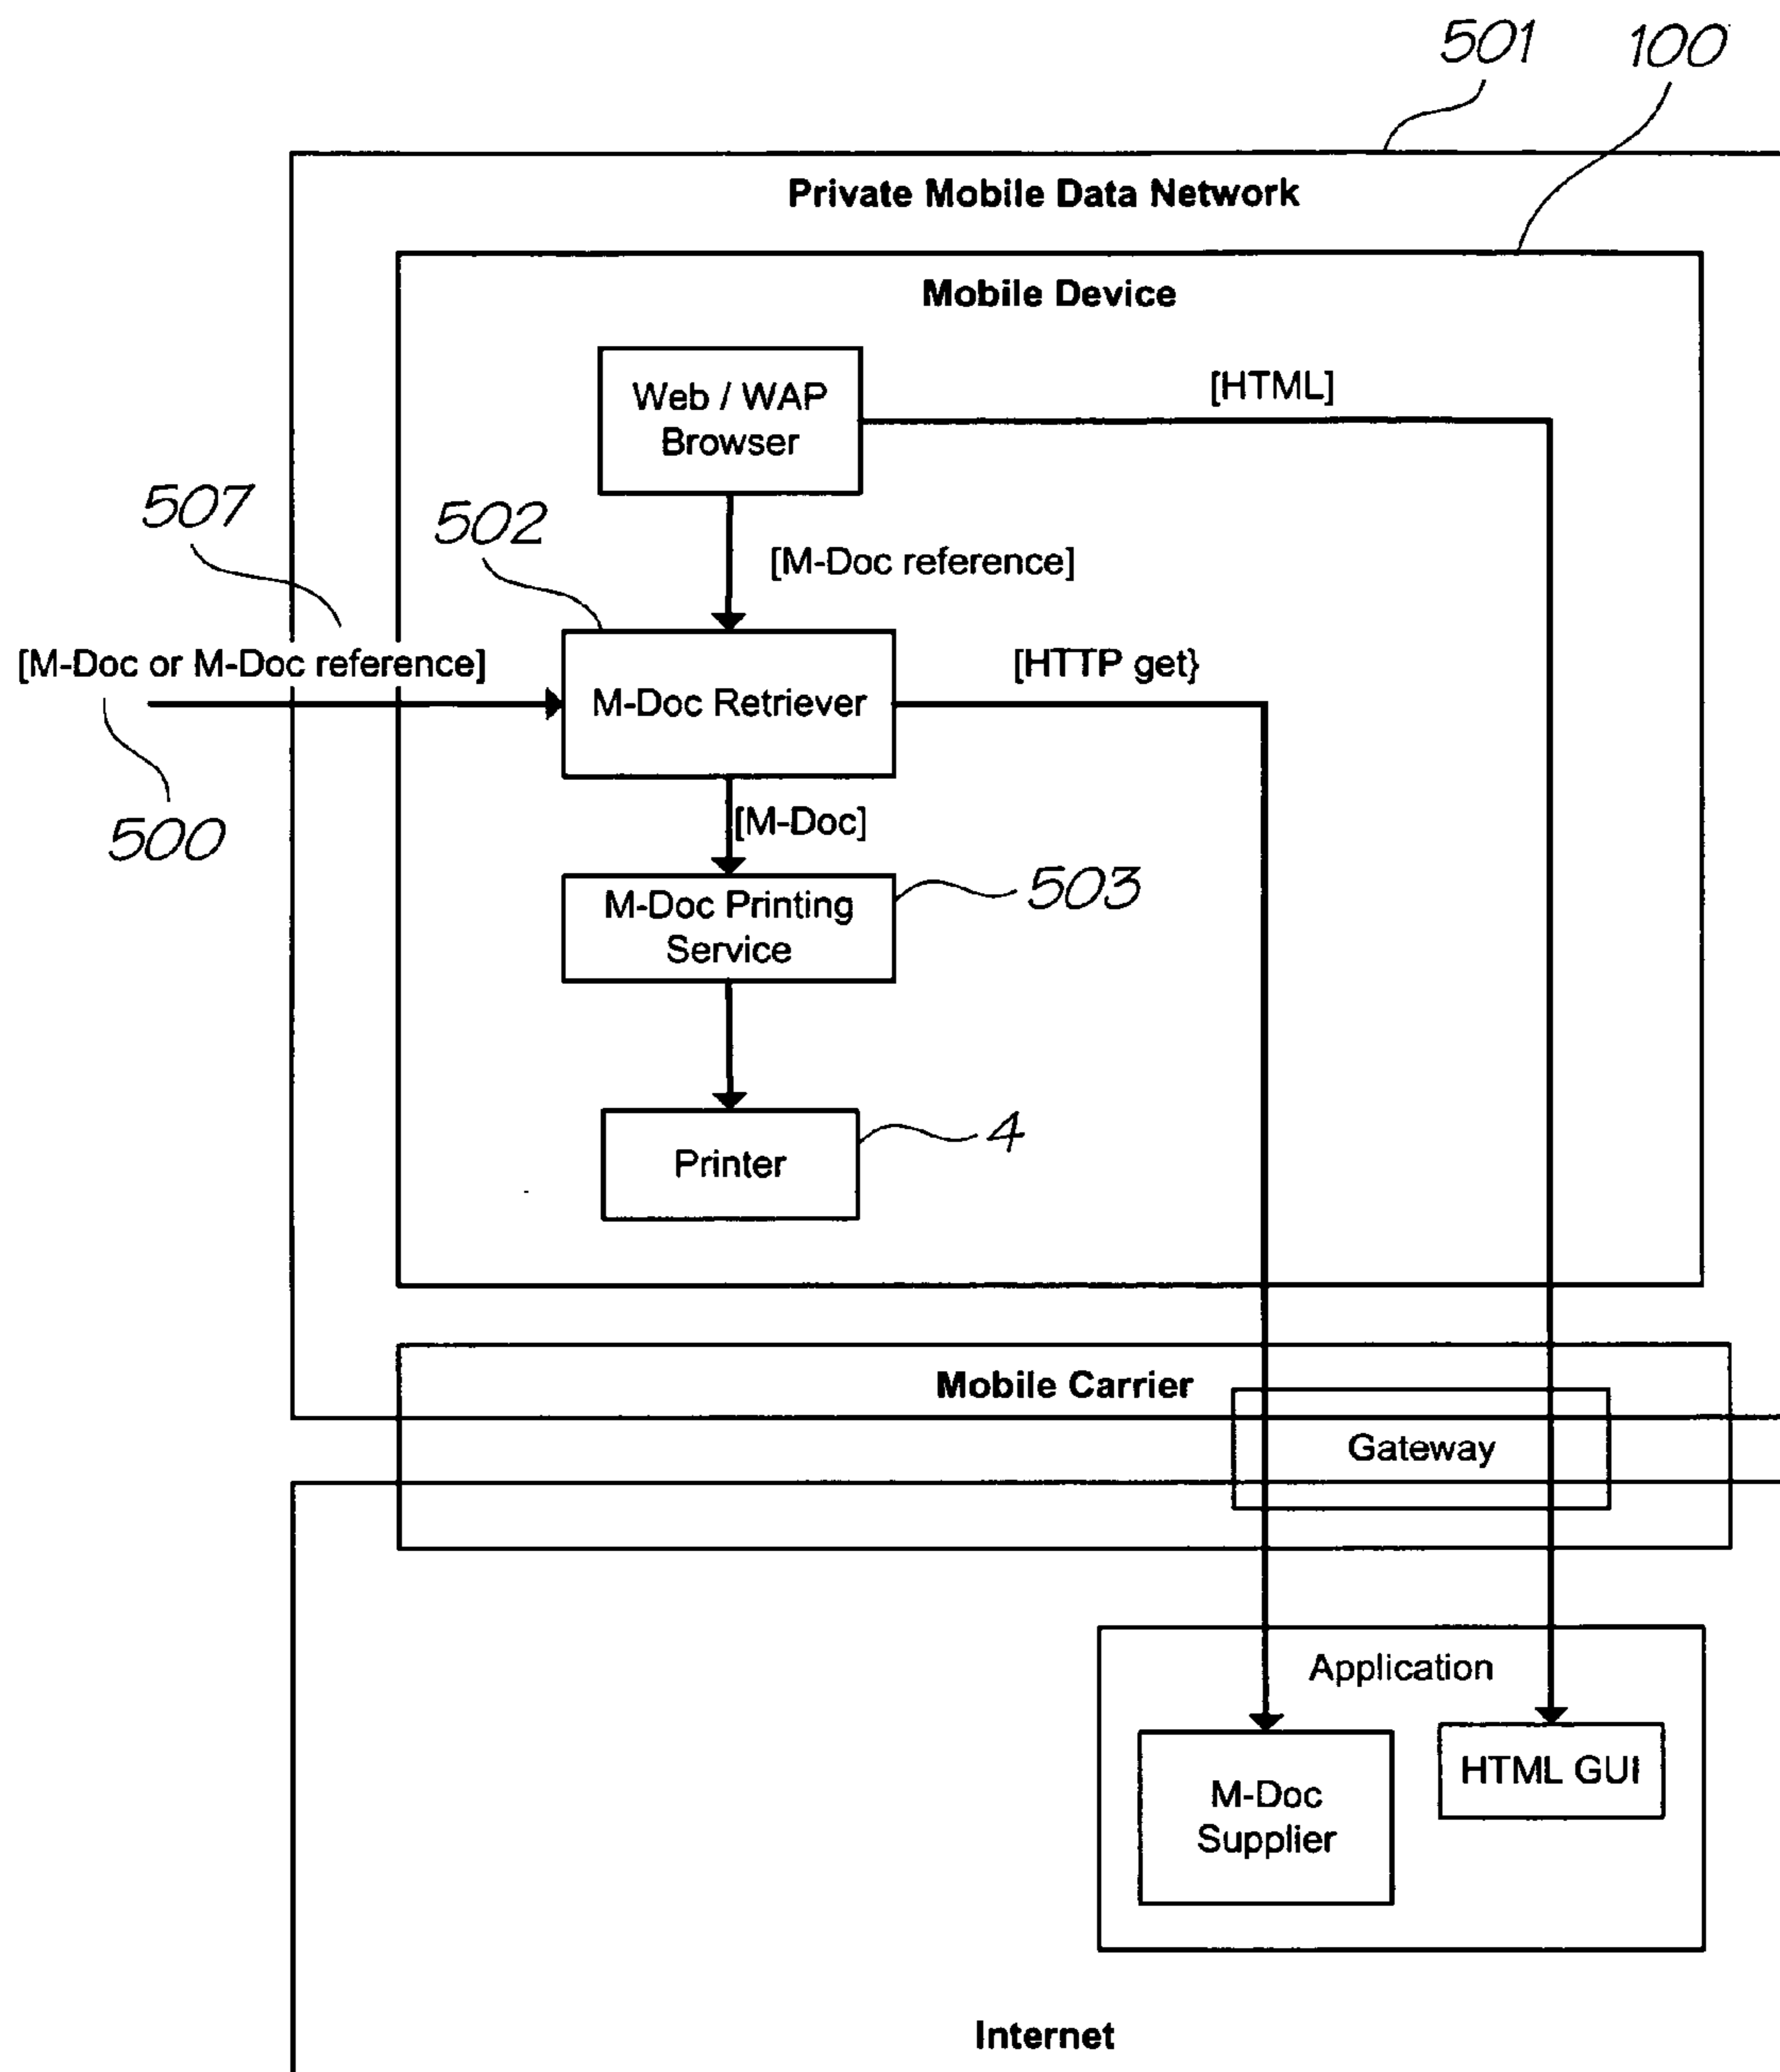 501 100
Private Mobile Data Network
Mobile Device
Web / WAP
Browser
[HTML]
507
502
[M-Doc reference]
[M-Doc or M-Doc reference]
M-Doc Retriever
[HTTP get}
500
[M-Doc]
M-Doc Printing
Service
503
Printer
4
Mobile Carrier
Gateway
Application
M-Doc
Supplier
HTML GUI
Internet